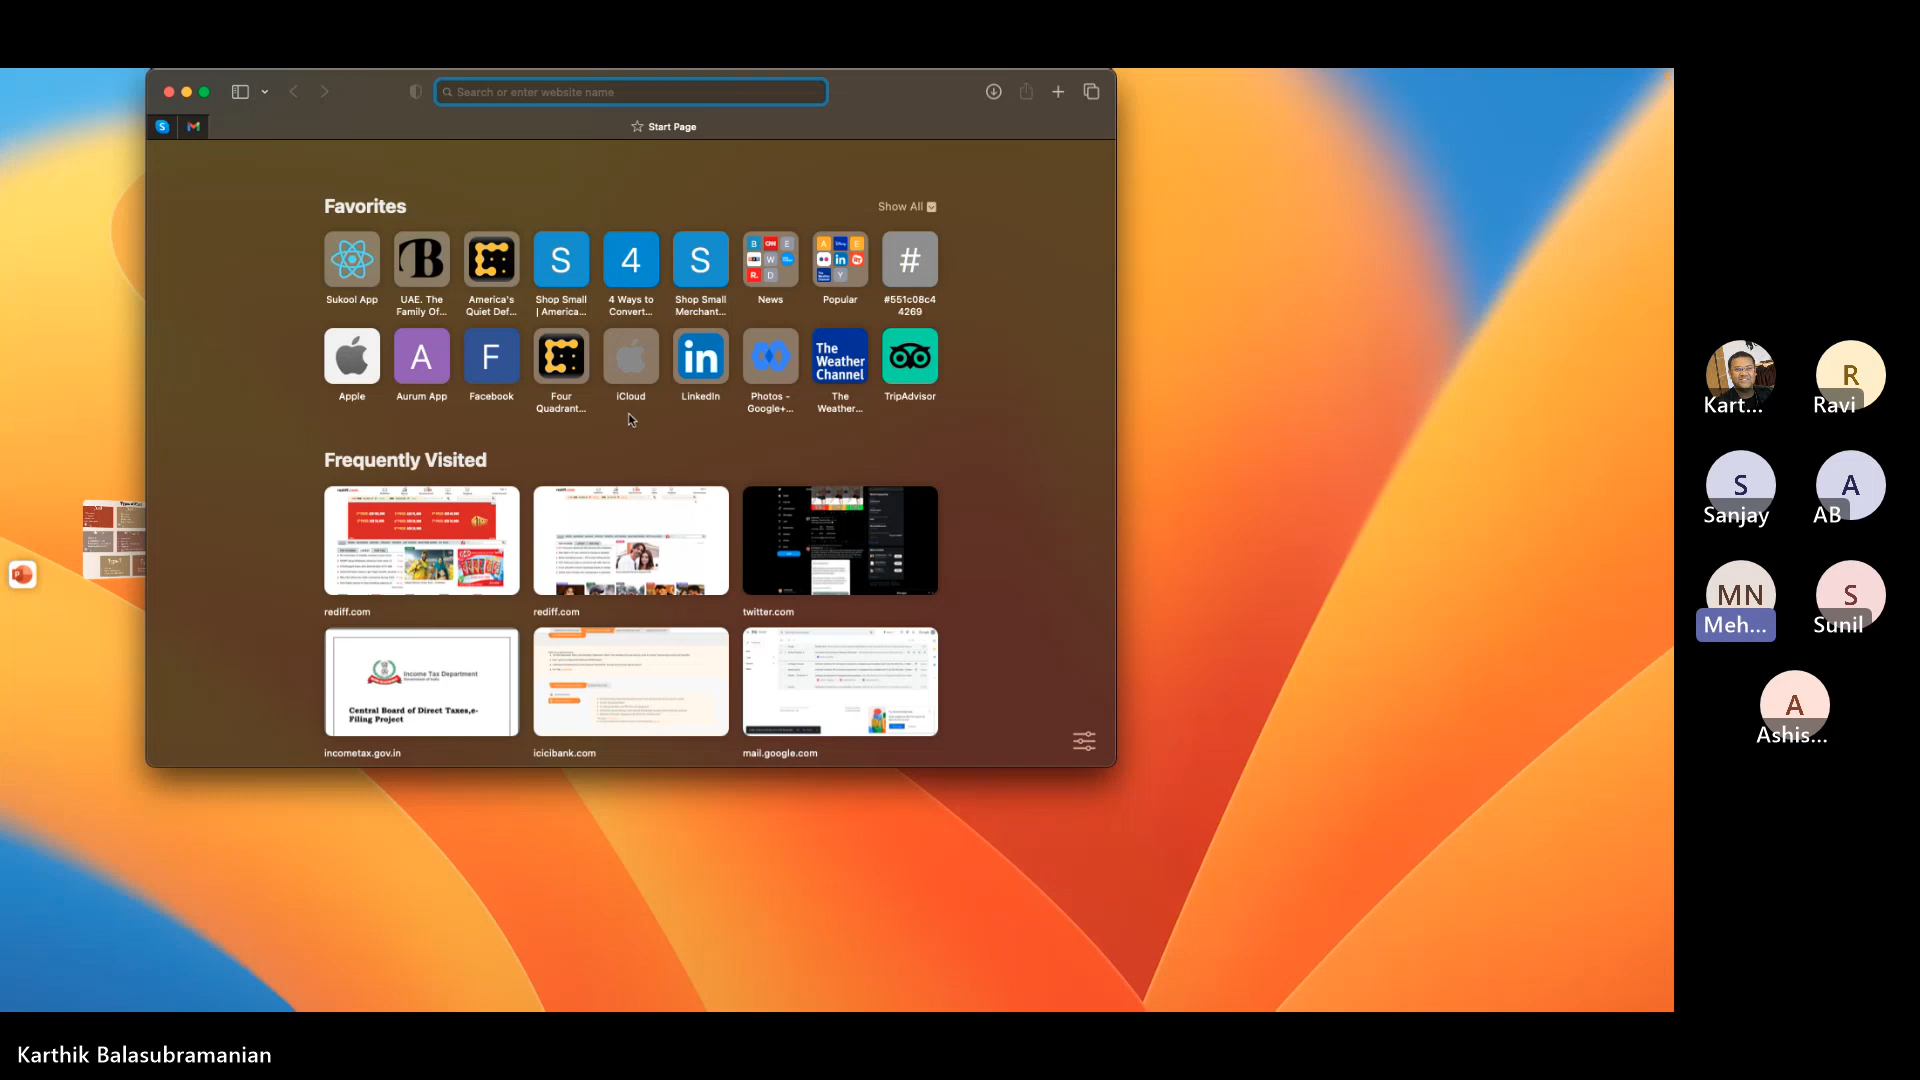 Search or enter website name
Start Page
Favorites
Show All
Sukool App
UAE. The Family Of...
America's Quiet Def...
Shop Small | America...
4 Ways to Convert...
Shop Small Merchant...
News
Popular
#551c08c4 4269
Apple
Aurum App
Facebook
Four Quadrant...
iCloud
LinkedIn
Photos - Google+...
The Weather Channel
The Weather...
TripAdvisor
Frequently Visited
rediff.com
rediff.com
twitter.com
Income Tax Department
Central Board of Direct Taxes,e-
Filing Project
incometax.gov.in
icicibank.com
mail.google.com
Kart...
R
Ravi
S
Sanjay
A
AB
MN
Meh...
S
Sunil
A
Ashis...
Karthik Balasubramanian